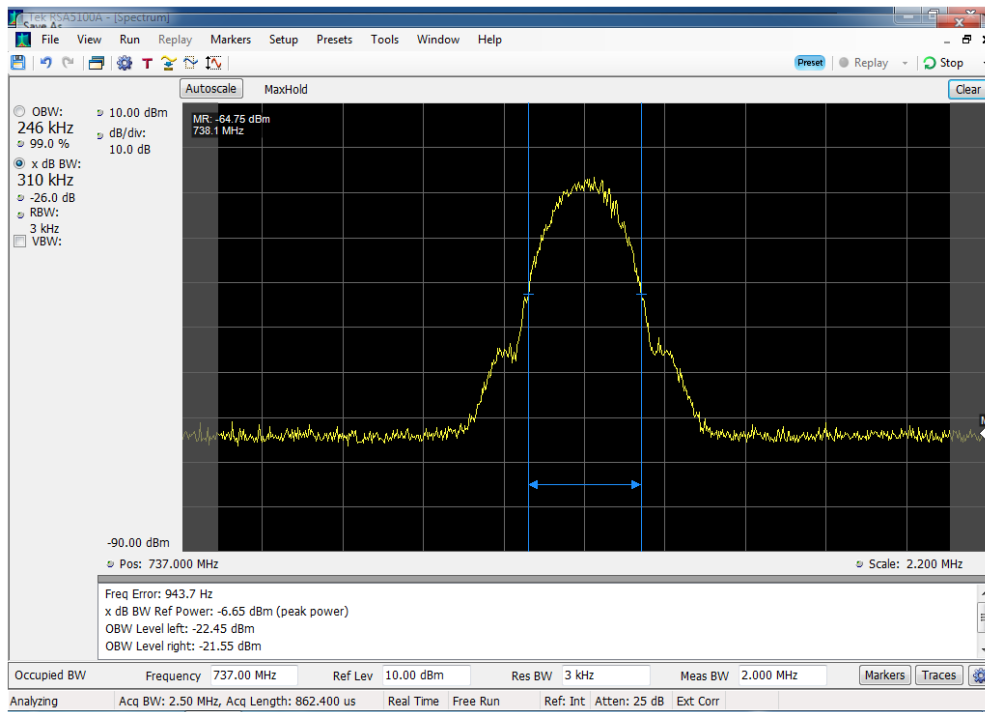 Tek RSA5100A - [Spectrum]
Save As
File View Run Replay Markers Setup Presets Tools Window Help
Preset Replay Stop
Autoscale MaxHold Clear
OBW:
246 kHz
99.0 %
x dB BW:
310 kHz
-26.0 dB
RBW:
3 kHz
VBW:
10.00 dBm
dB/div:
10.0 dB
MR: -64.75 dBm
738.1 MHz
-90.00 dBm
Pos: 737.000 MHz Scale: 2.200 MHz
Freq Error: 943.7 Hz
x dB BW Ref Power: -6.65 dBm (peak power)
OBW Level left: -22.45 dBm
OBW Level right: -21.55 dBm
Occupied BW Frequency 737.00 MHz Ref Lev 10.00 dBm Res BW 3 kHz Meas BW 2.000 MHz Markers Traces
Analyzing Acq BW: 2.50 MHz, Acq Length: 862.400 us Real Time Free Run Ref: Int Atten: 25 dB Ext Corr